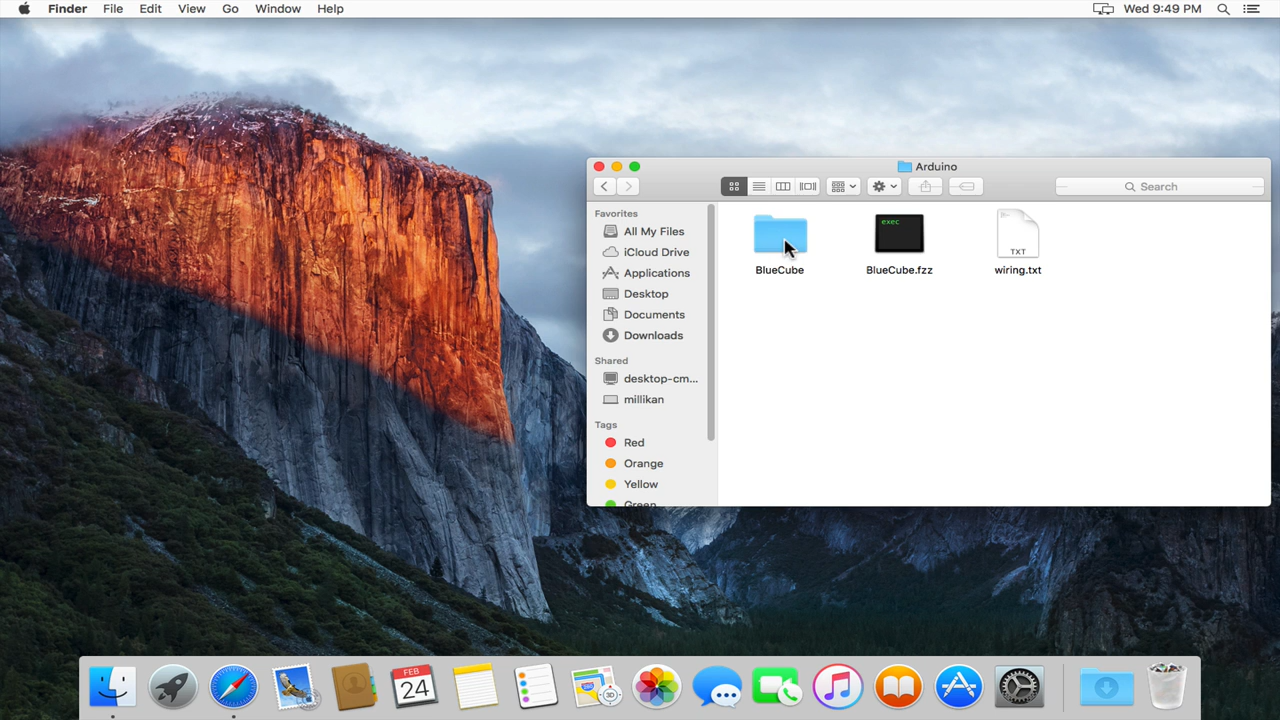 Finder File Edit View Go Window Help Wed 9:49 PM
Arduino
Search
Favorites
All My Files
iCloud Drive
Applications
Desktop
Documents
Downloads
Shared
desktop-cm...
millikan
Tags
Red
Orange
Yellow
Green
exec
TXT
BlueCube BlueCube.fzz wiring.txt
FEB
24
3D